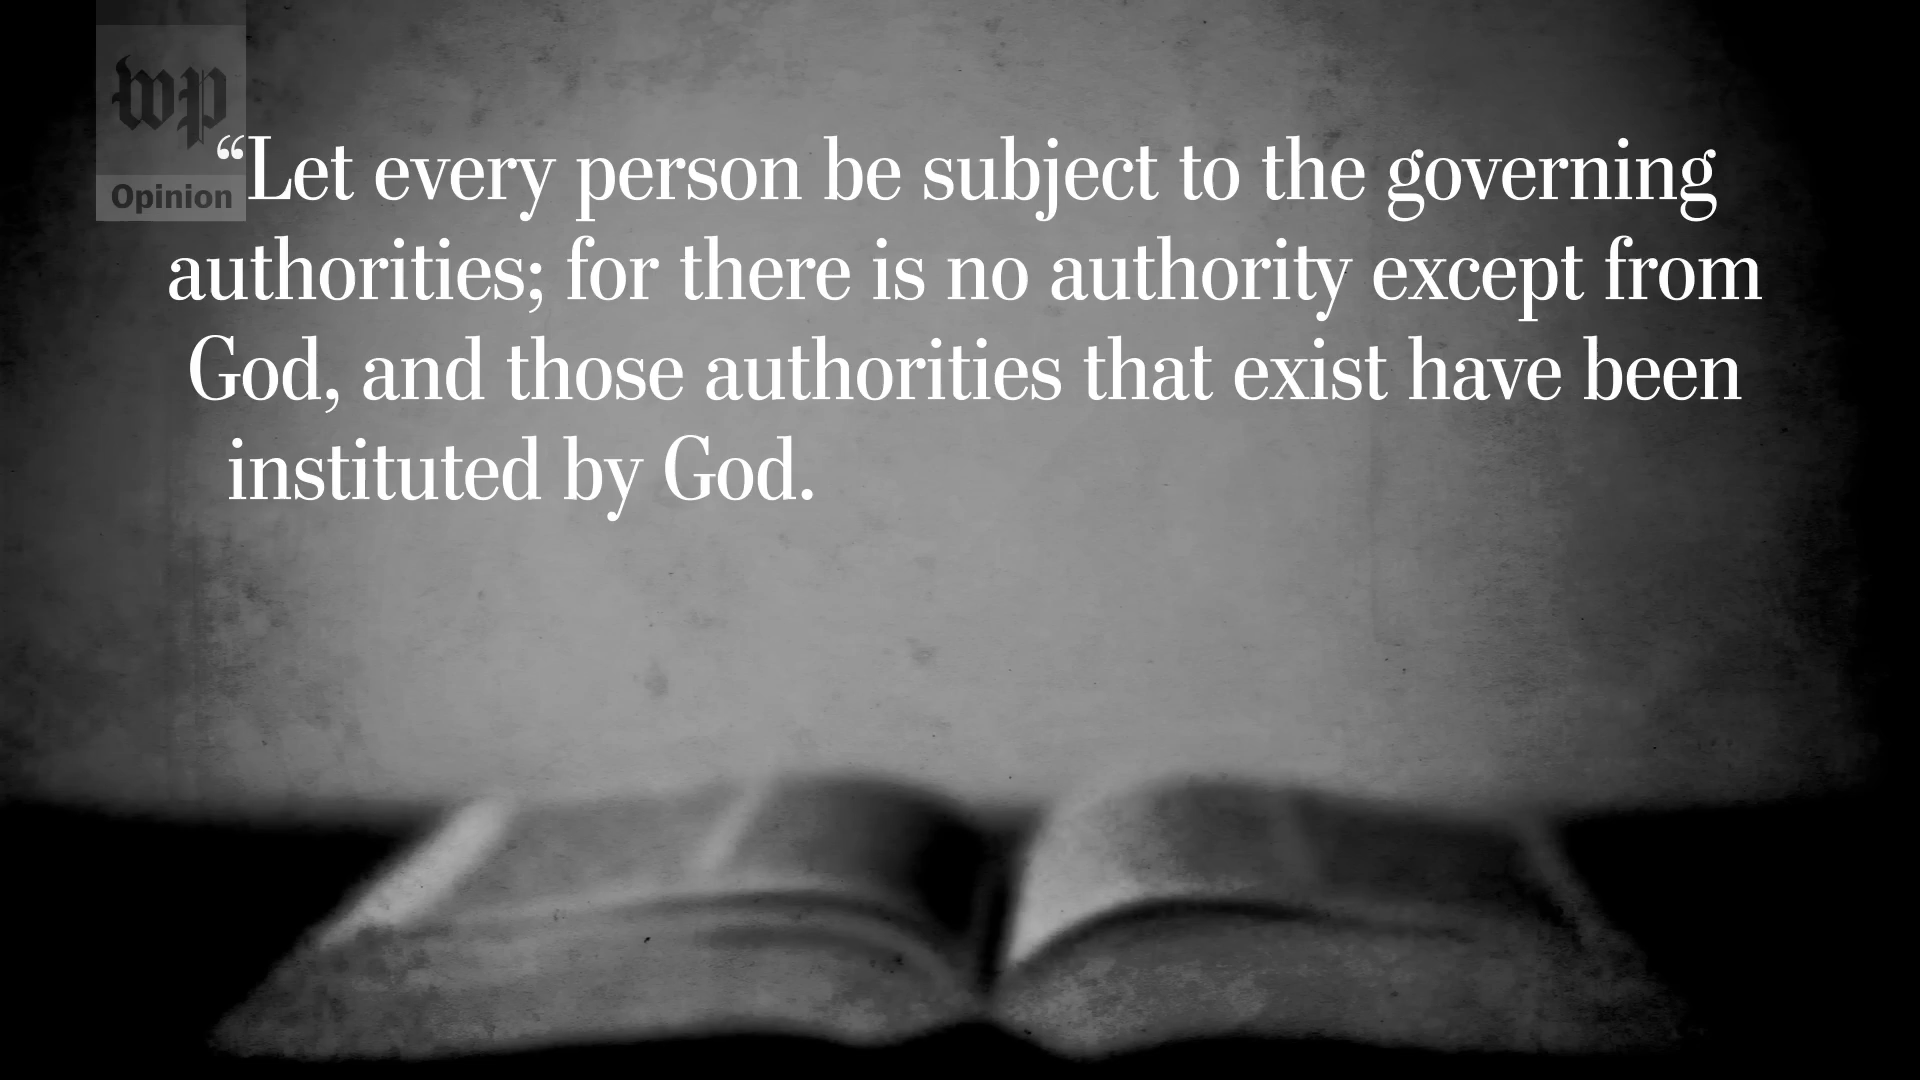 wp
Opinion
“Let every person be subject to the governing
authorities; for there is no authority except from
God, and those authorities that exist have been
instituted by God.